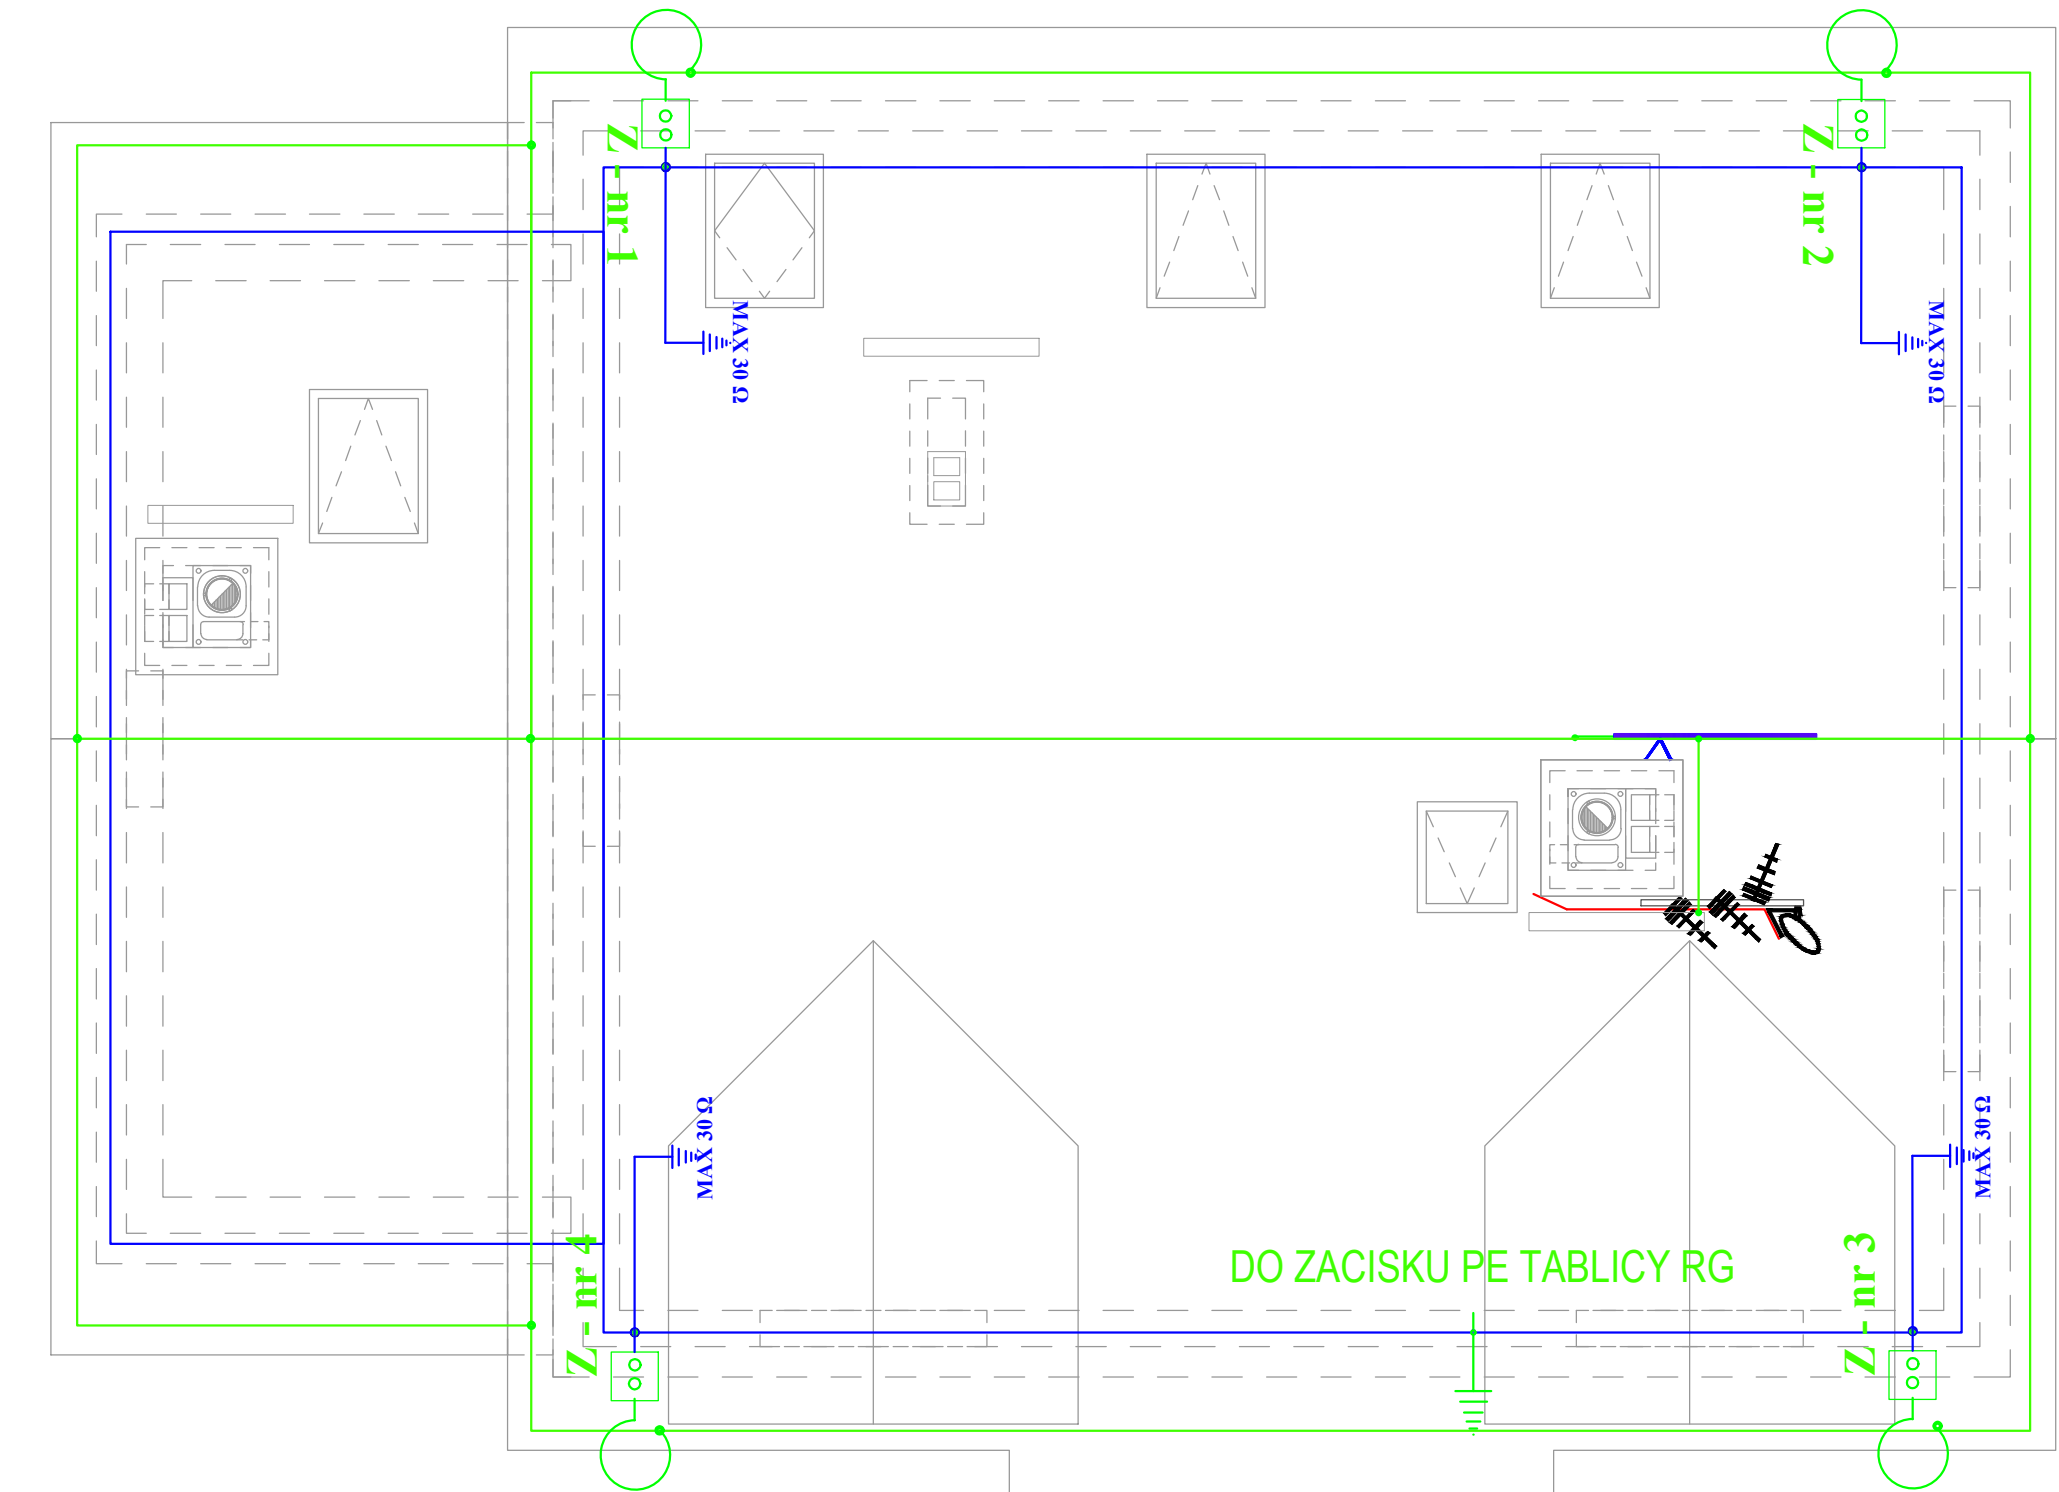 Z - nr 1
Z - nr 2
MAX 30 Ω
MAX 30 Ω
MAX 30 Ω
MAX 30 Ω
Z - nr 4
DO ZACISKU PE TABLICY RG
Z - nr 3